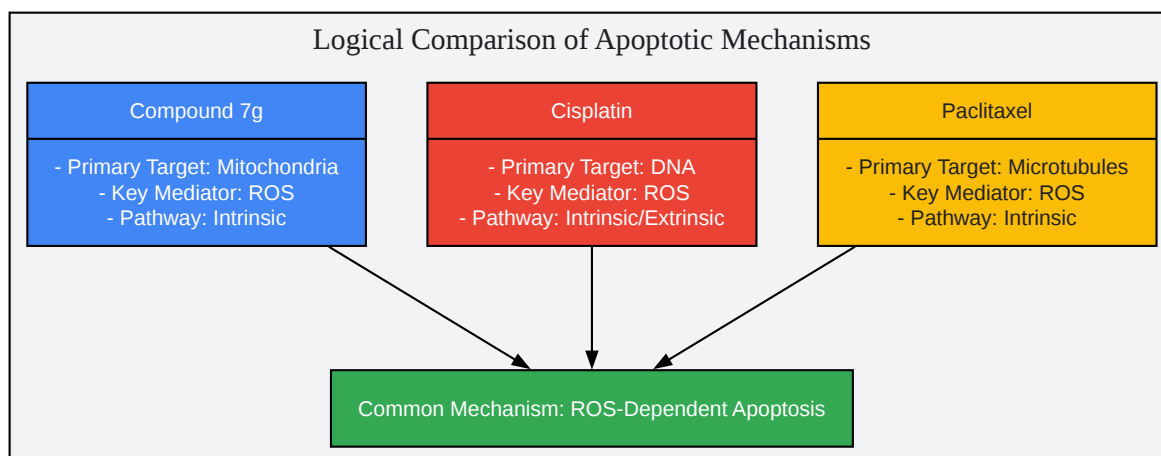 Logical Comparison of Apoptotic Mechanisms
Compound 7g
- Primary Target: Mitochondria
- Key Mediator: ROS
- Pathway: Intrinsic
Cisplatin
- Primary Target: DNA
- Key Mediator: ROS
- Pathway: Intrinsic/Extrinsic
Paclitaxel
- Primary Target: Microtubules
- Key Mediator: ROS
- Pathway: Intrinsic
Common Mechanism: ROS-Dependent Apoptosis